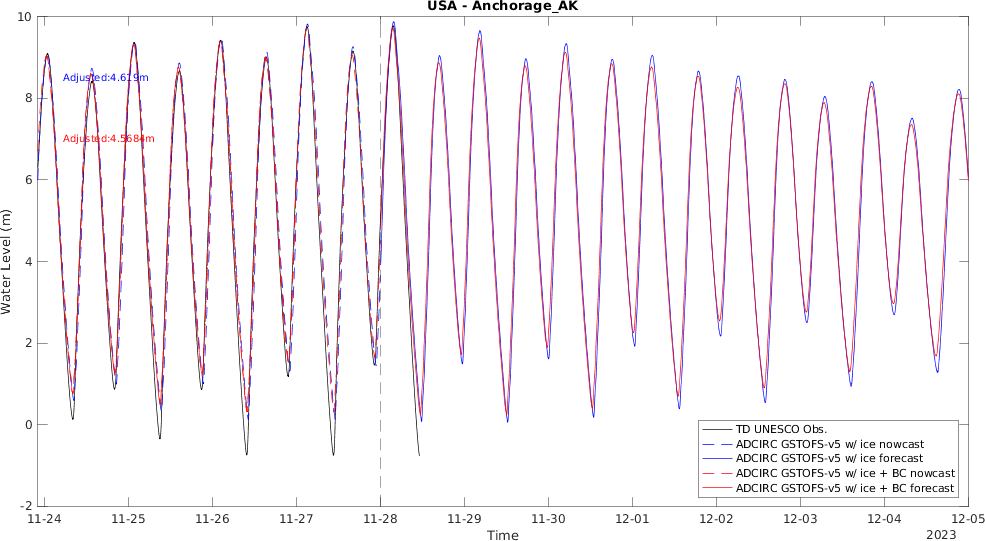 USA - Anchorage_AK
10
8
6
4
2
0
-2
Water Level (m)
Adjusted:4.619m
Adjusted:4.5684m
TD UNESCO Obs.
ADCIRC GSTOFS-v5 w/ ice nowcast
ADCIRC GSTOFS-v5 w/ ice forecast
ADCIRC GSTOFS-v5 w/ ice + BC nowcast
ADCIRC GSTOFS-v5 w/ ice + BC forecast
11-24 11-25 11-26 11-27 11-28 11-29 11-30 12-01 12-02 12-03 12-04 12-05
Time
2023